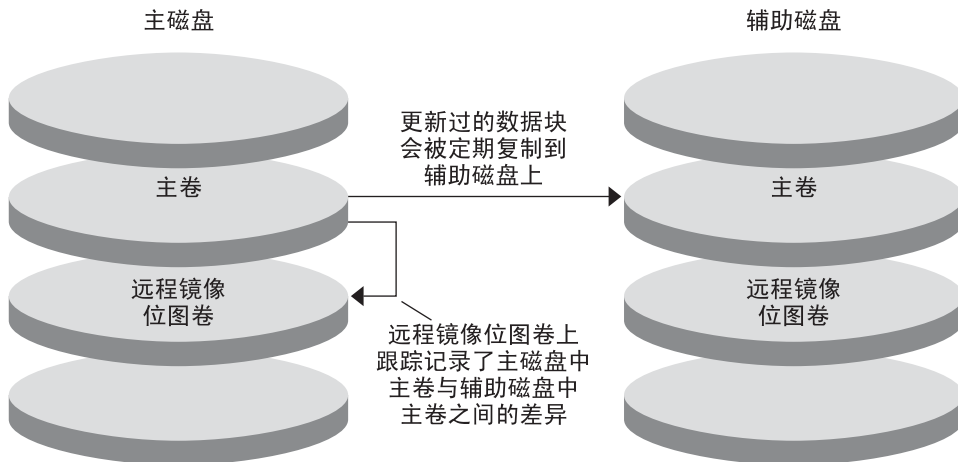 主磁盘
辅助磁盘
更新过的数据块
会被定期复制到
辅助磁盘上
主卷
主卷
远程镜像
位图卷
远程镜像
位图卷
远程镜像位图卷上
跟踪记录了主磁盘中
主卷与辅助磁盘中
主卷之间的差异